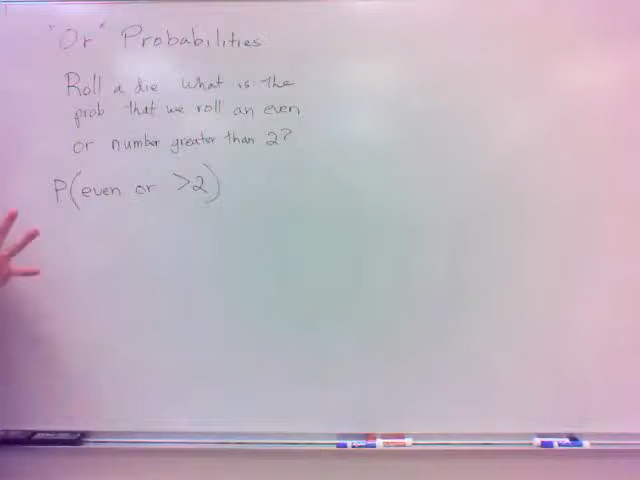 "Or" Probabilities
Roll a die What is the
prob that we roll an even
or number greater than 2?
P(even or >2)